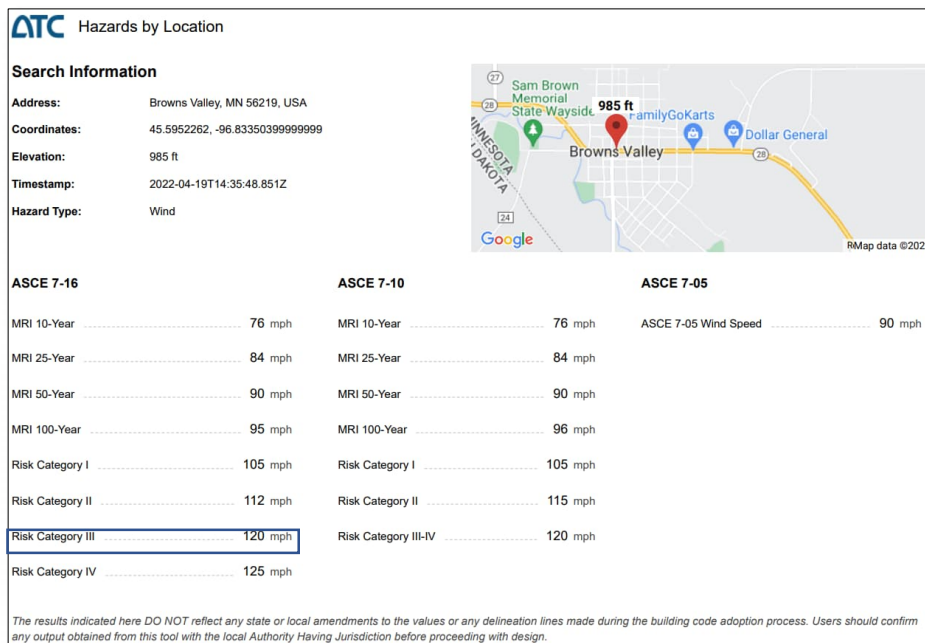 ATC Hazards by Location
Search Information
Address: Browns Valley, MN 56219, USA
Coordinates: 45.5952262, -96.83350399999999
Elevation: 985 ft
Timestamp: 2022-04-19T14:35:48.851Z
Hazard Type: Wind
27
Sam Brown
Memorial
State Wayside
28
985 ft
FamilyGoKarts
Dollar General
Browns Valley
28
24
Google
Map data ©202
ASCE 7-16
MRI 10-Year 76 mph
MRI 25-Year 84 mph
MRI 50-Year 90 mph
MRI 100-Year 95 mph
Risk Category I 105 mph
Risk Category II 112 mph
Risk Category III 120 mph
Risk Category IV 125 mph
ASCE 7-10
MRI 10-Year 76 mph
MRI 25-Year 84 mph
MRI 50-Year 90 mph
MRI 100-Year 96 mph
Risk Category I 105 mph
Risk Category II 115 mph
Risk Category III-IV 120 mph
ASCE 7-05
ASCE 7-05 Wind Speed 90 mph
The results indicated here DO NOT reflect any state or local amendments to the values or any delineation lines made during the building code adoption process. Users should confirm
any output obtained from this tool with the local Authority Having Jurisdiction before proceeding with design.